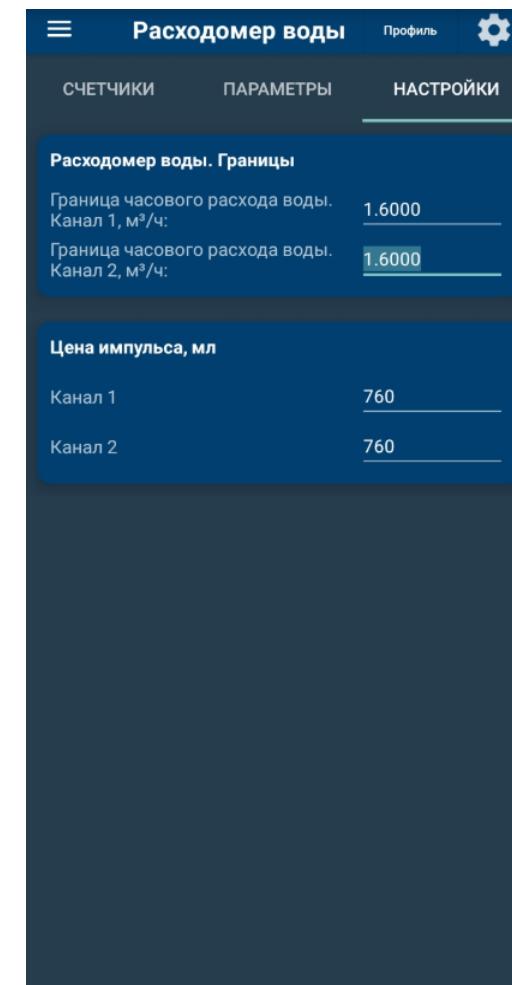 Расходомер воды
Профиль
СЧЕТЧИКИ
ПАРАМЕТРЫ
НАСТРОЙКИ
Расходомер воды. Границы
Граница часового расхода воды.
Канал 1, м³/ч:
1.6000
Граница часового расхода воды.
Канал 2, м³/ч:
1.6000
Цена импульса, мл
Канал 1
760
Канал 2
760